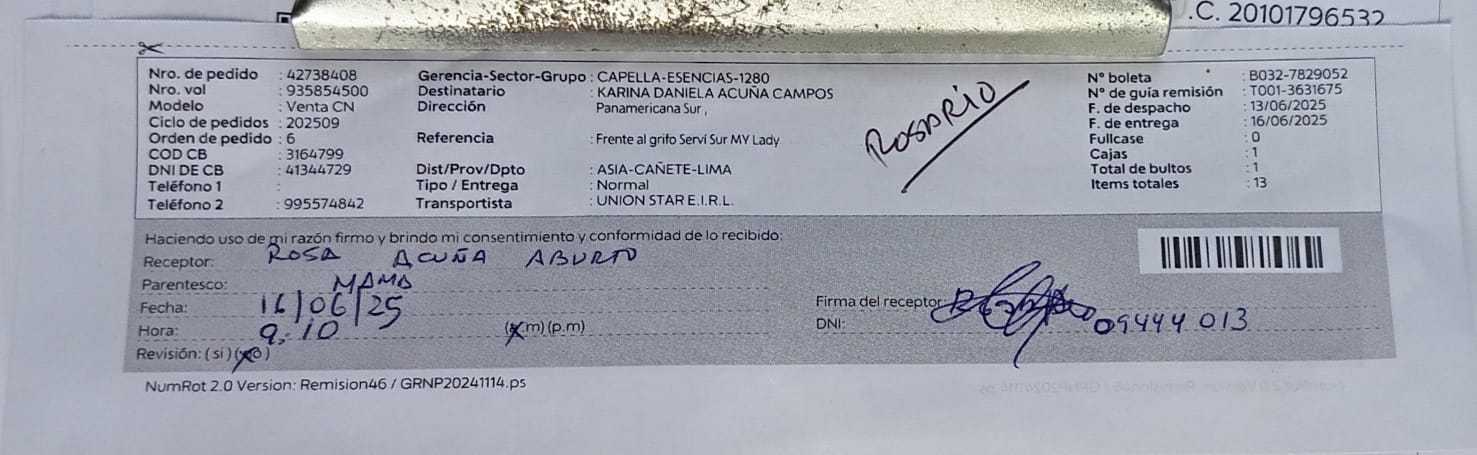 .C. 20101796532
Nro. de pedido : 42738408 Gerencia-Sector-Grupo : CAPELLA-ESENCIAS-1280 N° boleta : B032-7829052
Nro. vol : 935854500 Destinatario : KARINA DANIELA ACUÑA CAMPOS N° de guía remisión : T001-3631675
Modelo : Venta CN Dirección Panamericana Sur , F. de despacho : 13/06/2025
Ciclo de pedidos : 202509 F. de entrega : 16/06/2025
Orden de pedido : 6 Referencia : Frente al grifo Servi Sur MY Lady Fullcase : 0
COD CB : 3164799 Cajas : 1
DNI DE CB : 41344729 Dist/Prov/Dpto : ASIA-CAÑETE-LIMA Total de bultos : 1
Teléfono 1 : Tipo / Entrega : Normal Items totales : 13
Teléfono 2 : 995574842 Transportista : UNION STAR E.I.R.L.
ROSARIO
Haciendo uso de mi razón firmo y brindo mi consentimiento y conformidad de lo recibido:
Receptor: ROSA ACUÑA ABURTO
Parentesco: MAMA
Fecha: 16/06/25 Firma del receptor
Hora: 9:10 (a.m) (p.m) DNI: 09444013
Revisión: ( si ) (no)
NumRot 2.0 Version: Remision46 / GRNP20241114.ps